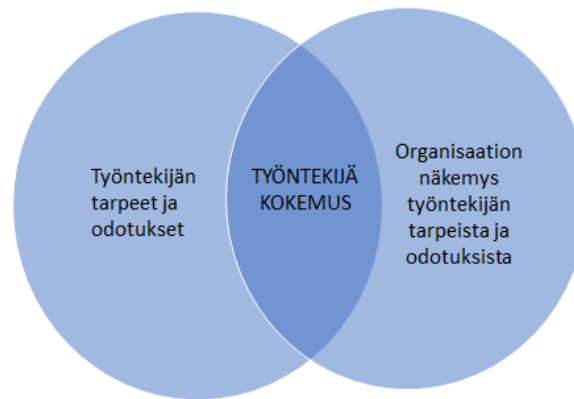 Työntekijän
tarpeet ja
odotukset
TYÖNTEKIJÄ
KOKEMUS
Organisaation
näkemys
työntekijän
tarpeista ja
odotuksista